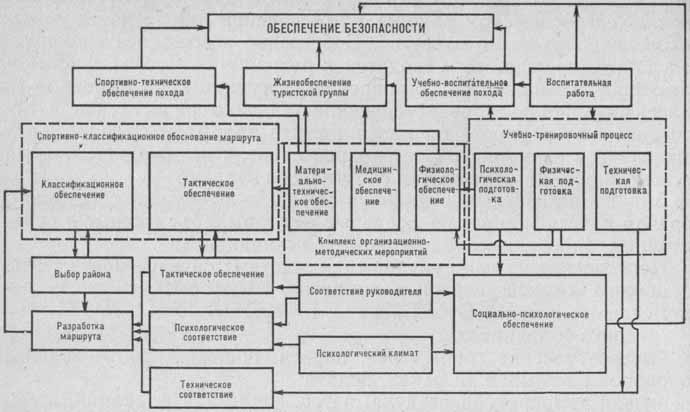 ОБЕСПЕЧЕНИЕ БЕЗОПАСНОСТИ
Спортивно-техническое
обеспечение похода
Жизнеобеспечение
туристской группы
Учебно-воспитательное
обеспечение похода
Воспитательная
работа
Спортивно-классификационное обоснование маршрута
Учебно-тренировочный процесс
Классификационное
обеспечение
Тактическое
обеспечение
Матери-
ально-
техничес-
кое обес-
печение
Медицин-
ское
обеспече-
ние
Физиоло-
гическое
обеспече-
ние
Психоло-
гическая
подготов-
ка
Физичес-
кая под-
готовка
Техничес-
кая
подготовка
Комплекс организационно-
методических мероприятий
Выбор района
Тактическое обеспечение
Соответствие руководителя
Социально-психологическое
обеспечение
Разработка
маршрута
Психологическое
соответствие
Психологический климат
Техническое
соответствие